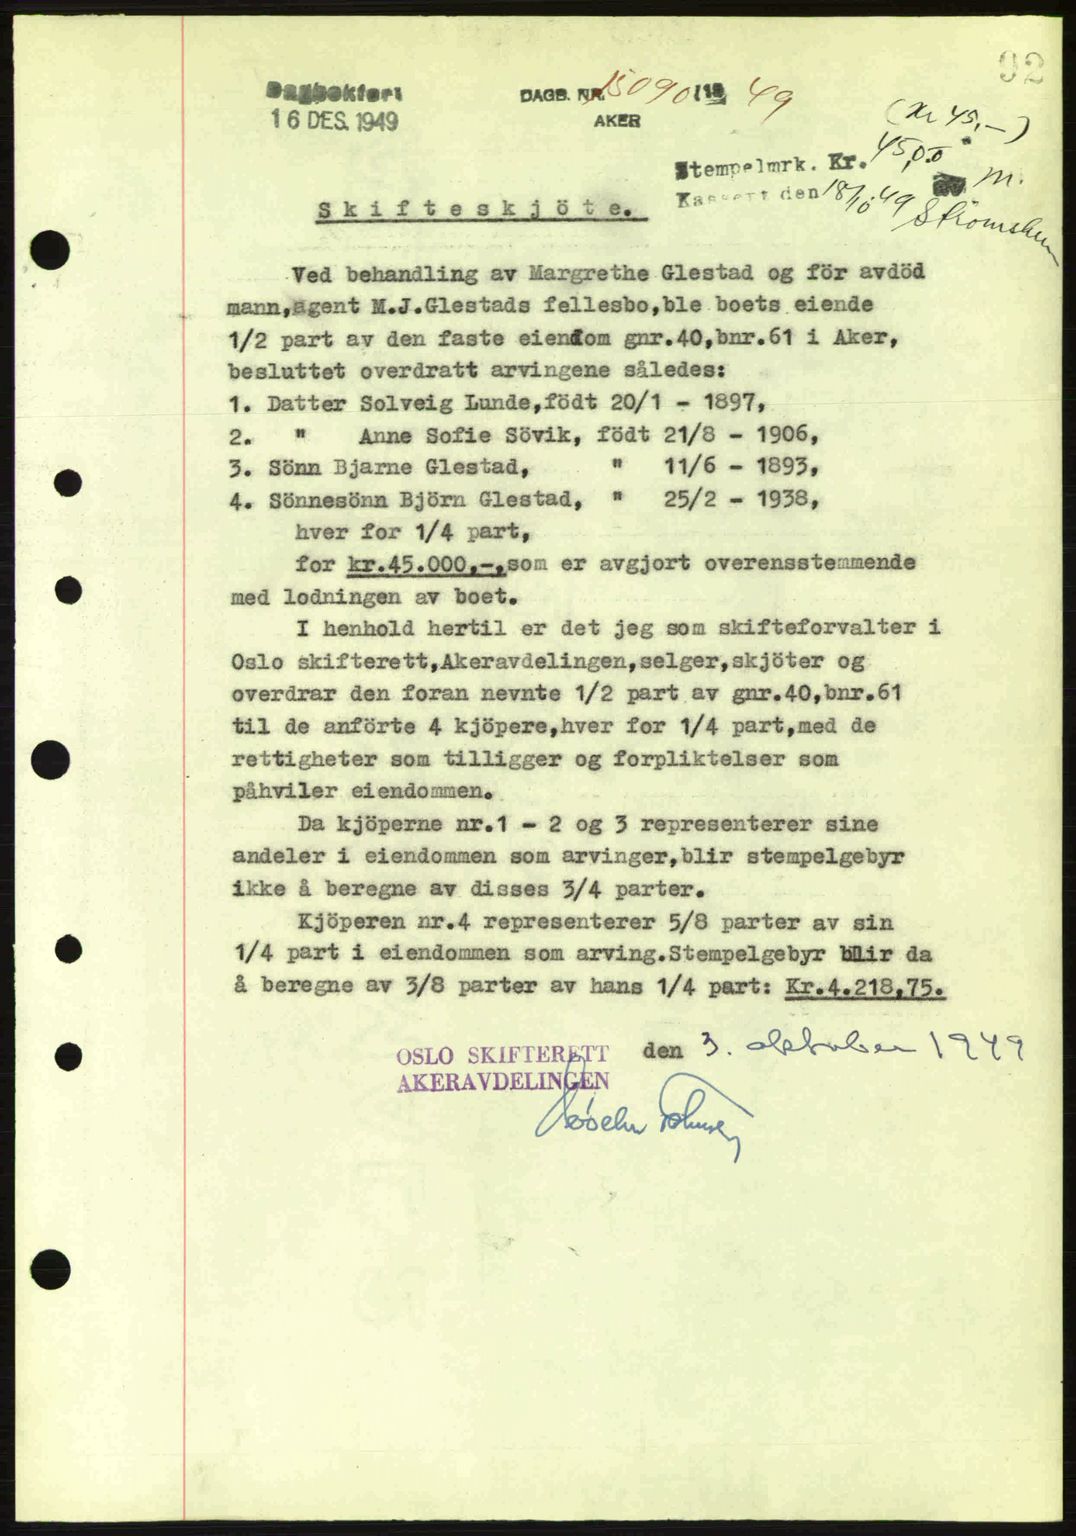 92
Dagbokført
16 DES. 1949
DAGB. NR. 15090/19 49
AKER
(Kr 45,-)
Stempelmrk. Kr. 45,00
Kassert den 18/10 49
m.
Skifteskjöte.
Ved behandling av Margrethe Glestad og för avdöd
mann,agent M.J.Glestads fellesbo,ble boets eiende
1/2 part av den faste eiendom gnr.40,bnr.61 i Aker,
besluttet overdratt arvingene således:
1. Datter Solveig Lunde,födt 20/1 - 1897,
2. " Anne Sofie Sövik, födt 21/8 - 1906,
3. Sönn Bjarne Glestad, " 11/6 - 1893,
4. Sönnesönn Björn Glestad, " 25/2 - 1938,
hver for 1/4 part,
for kr.45.000,-,som er avgjort overensstemmende
med lodningen av boet.
I henhold hertil er det jeg som skifteforvalter i
Oslo skifterett,Akeravdelingen,selger,skjöter og
overdrar den foran nevnte 1/2 part av gnr.40,bnr.61
til de anförte 4 kjöpere,hver for 1/4 part,med de
rettigheter som tilligger og forpliktelser som
påhviler eiendommen.
Da kjöperne nr.1 - 2 og 3 representerer sine
andeler i eiendommen som arvinger,blir stempelgebyr
ikke å beregne av disses 3/4 parter.
Kjöperen nr.4 representerer 5/8 parter av sin
1/4 part i eiendommen som arving.Stempelgebyr blir da
å beregne av 3/8 parter av hans 1/4 part: Kr.4.218,75.
OSLO SKIFTERETT den 3. oktober 1949
AKERAVDELINGEN